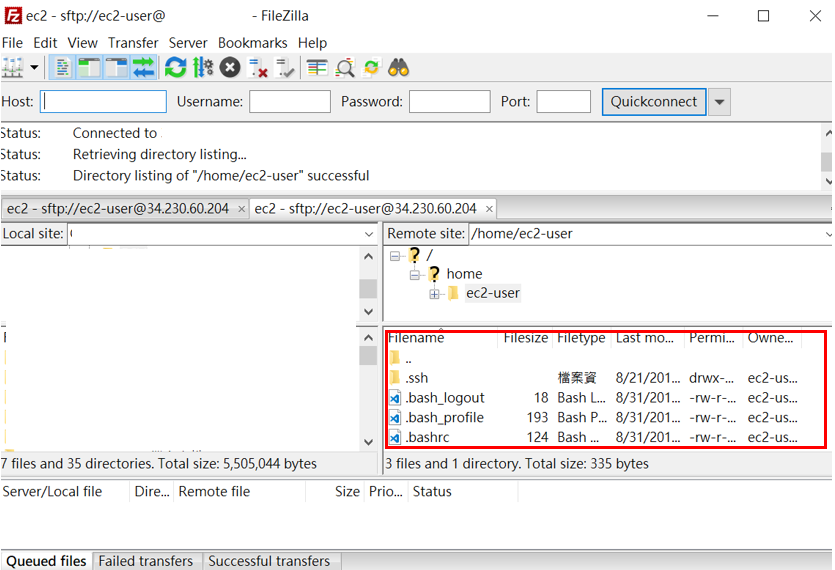 ec2 - sftp://ec2-user@ - FileZilla
File Edit View Transfer Server Bookmarks Help
Host: Username: Password: Port: Quickconnect
Status: Connected to
Status: Retrieving directory listing...
Status: Directory listing of "/home/ec2-user" successful
ec2 - sftp://ec2-user@34.230.60.204 × ec2 - sftp://ec2-user@34.230.60.204 ×
Local site: Remote site: /home/ec2-user
/
home
ec2-user
Filename Filesize Filetype Last mo... Permi... Owne...
..
.ssh 檔案資 8/21/201... drwx-... ec2-us...
.bash_logout 18 Bash L... 8/31/201... -rw-r-... ec2-us...
.bash_profile 193 Bash P... 8/31/201... -rw-r-... ec2-us...
.bashrc 124 Bash ... 8/31/201... -rw-r-... ec2-us...
7 files and 35 directories. Total size: 5,505,044 bytes
3 files and 1 directory. Total size: 335 bytes
Server/Local file Dire... Remote file Size Prio... Status
Queued files Failed transfers Successful transfers